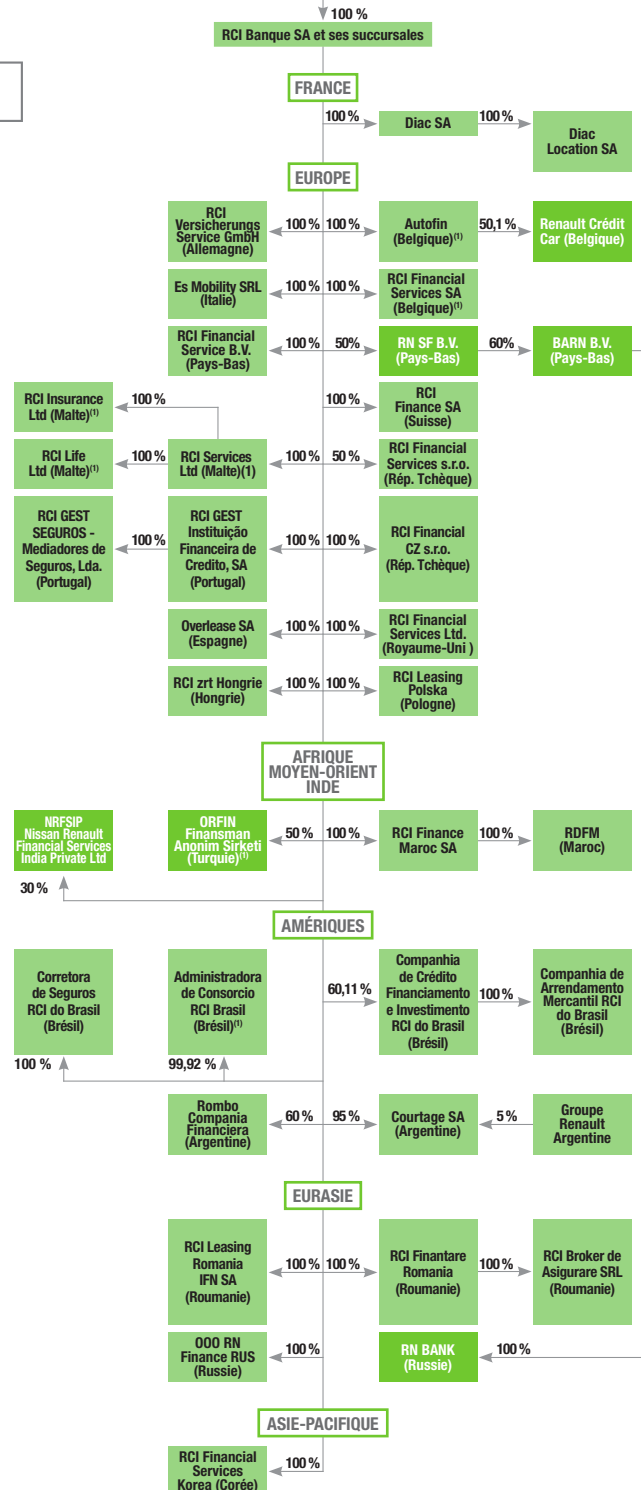 100 %
RCI Banque SA et ses succursales
FRANCE
100 %
Diac SA
100 %
Diac
Location SA
EUROPE
RCI
Versicherungs
Service GmbH
(Allemagne)
100 %
100 %
Autofin
(Belgique)(1)
50,1 %
Renault Crédit
Car (Belgique)
Es Mobility SRL
(Italie)
100 %
100 %
RCI Financial
Services SA
(Belgique)(1)
RCI Financial
Service B.V.
(Pays-Bas)
100 %
50%
RN SF B.V.
(Pays-Bas)
60%
BARN B.V.
(Pays-Bas)
RCI Insurance
Ltd (Malte)(1)
100 %
100 %
RCI
Finance SA
(Suisse)
RCI Life
Ltd (Malte)(1)
100 %
RCI Services
Ltd (Malte)(1)
100 %
50 %
RCI Financial
Services s.r.o.
(Rép. Tchèque)
RCI GEST
SEGUROS -
Mediadores de
Seguros, Lda.
(Portugal)
100 %
RCI GEST
Instituição
Financeira de
Credito, SA
(Portugal)
100 %
100 %
RCI Financial
CZ s.r.o.
(Rép. Tchèque)
Overlease SA
(Espagne)
100 %
100 %
RCI Financial
Services Ltd.
(Royaume-Uni )
RCI zrt Hongrie
(Hongrie)
100 %
100 %
RCI Leasing
Polska
(Pologne)
AFRIQUE
MOYEN-ORIENT
INDE
NRFSIP
Nissan Renault
Financial Services
India Private Ltd
ORFIN
Finansman
Anonim Sirketi
(Turquie)(1)
50 %
100 %
RCI Finance
Maroc SA
100 %
RDFM
(Maroc)
30 %
AMÉRIQUES
Corretora
de Seguros
RCI do Brasil
(Brésil)
Administradora
de Consorcio
RCI Brasil
(Brésil)(1)
60,11 %
Companhia
de Crédito
Financiamento
e Investimento
RCI do Brasil
(Brésil)
100 %
Companhia de
Arrendamento
Mercantil RCI
do Brasil
(Brésil)
100 %
99,92 %
Rombo
Compania
Financiera
(Argentine)
60 %
95 %
Courtage SA
(Argentine)
5 %
Groupe
Renault
Argentine
EURASIE
RCI Leasing
Romania
IFN SA
(Roumanie)
100 %
100 %
RCI Finantare
Romania
(Roumanie)
100 %
RCI Broker de
Asigurare SRL
(Roumanie)
OOO RN
Finance RUS
(Russie)
100 %
RN BANK
(Russie)
100 %
ASIE-PACIFIQUE
RCI Financial
Services
Korea (Corée)
100 %